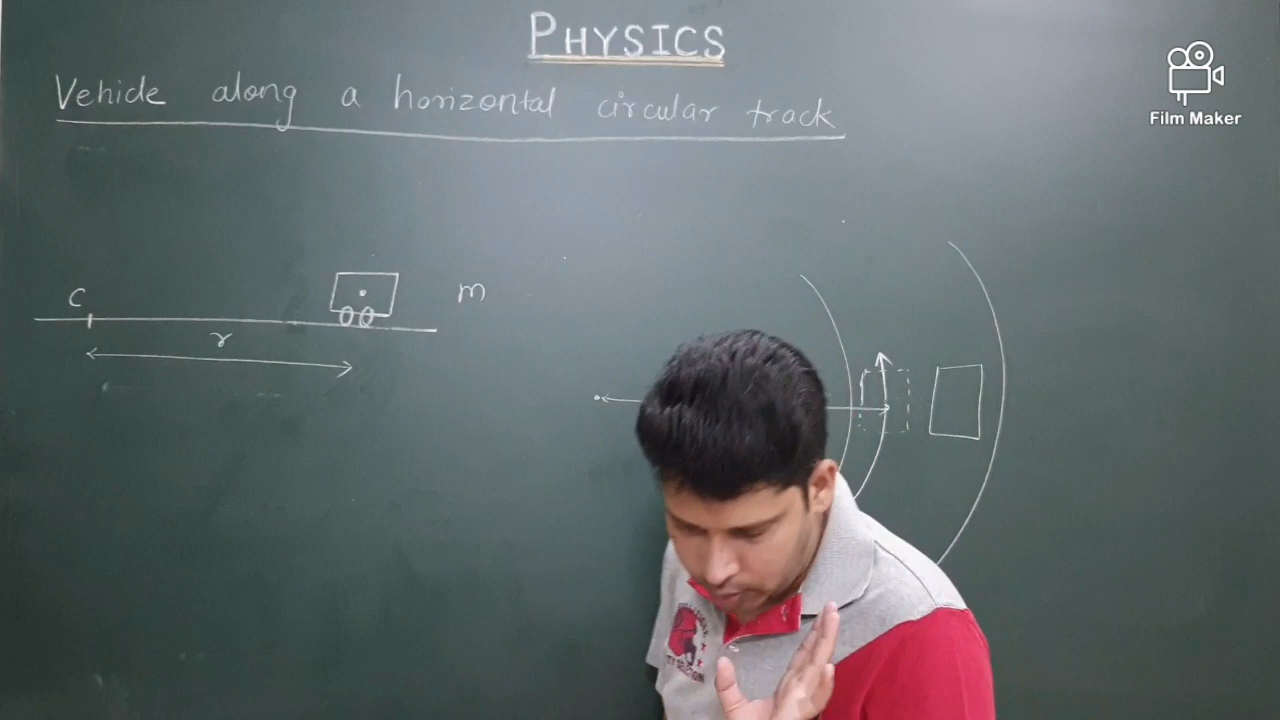 PHYSICS
Film Maker
Vehicle along a horizontal circular track
C
m
r